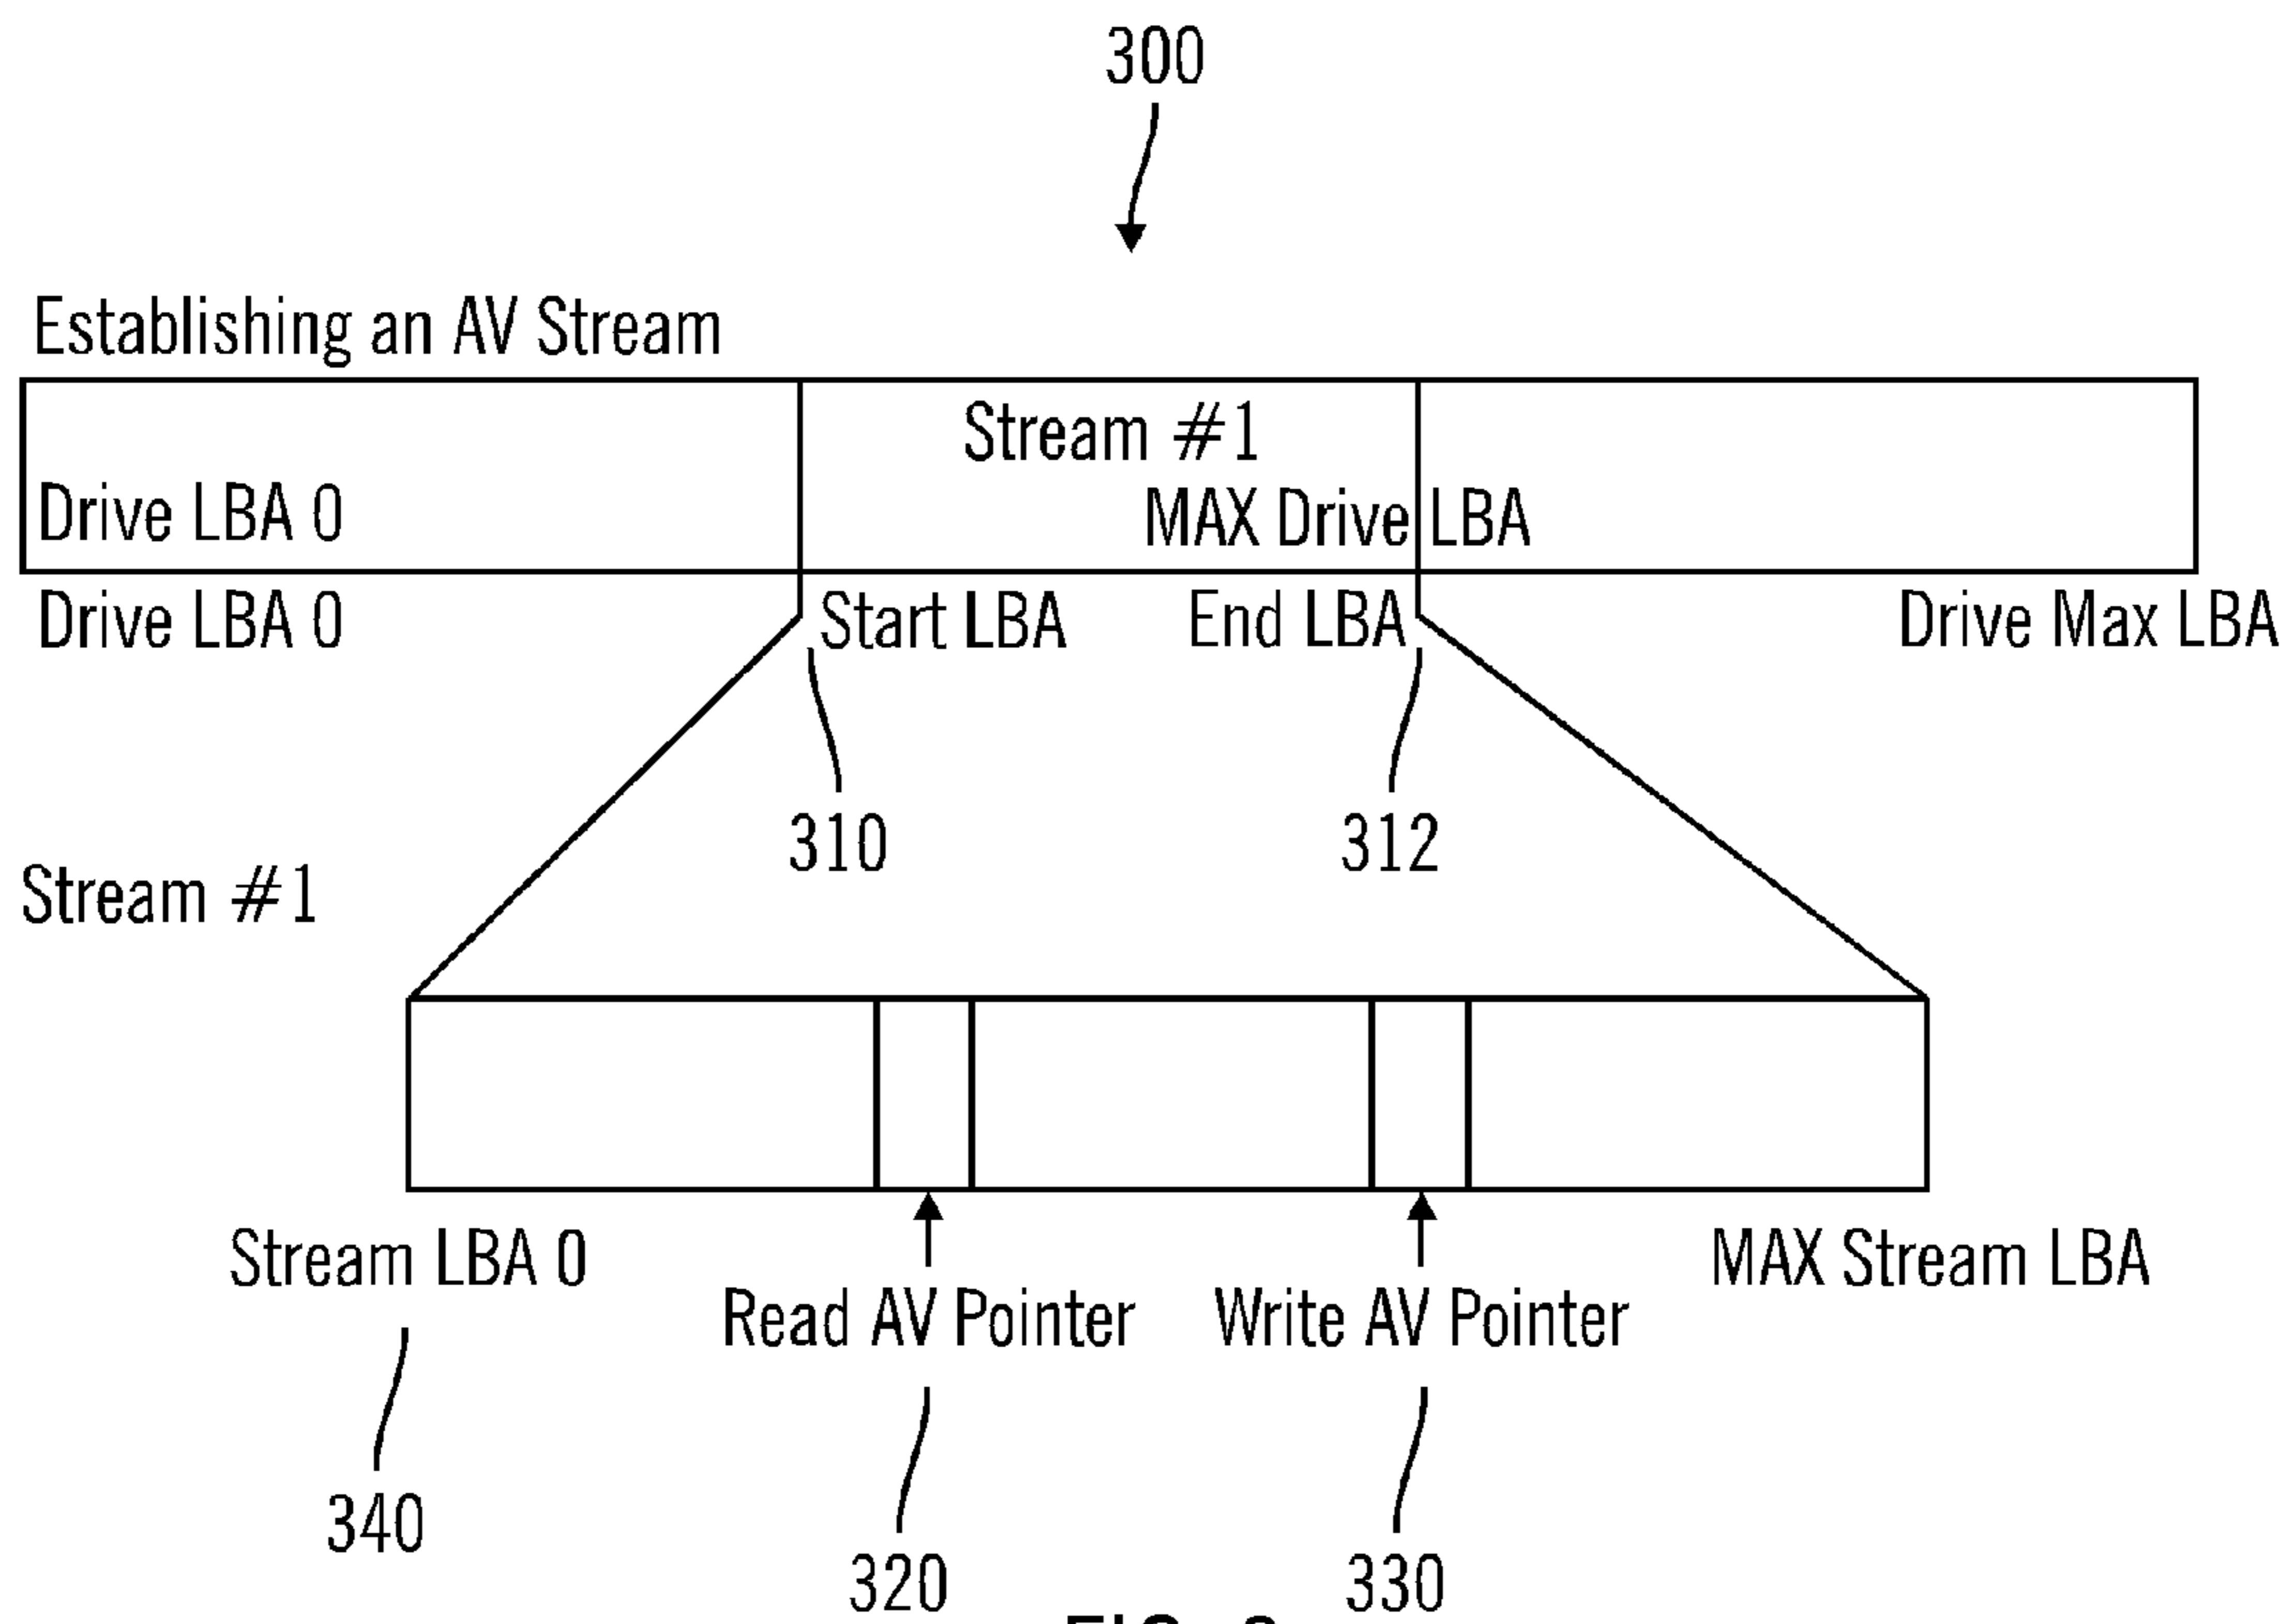 300
Establishing an AV Stream
Stream #1
Drive LBA 0 MAX Drive LBA
Drive LBA 0 Start LBA End LBA Drive Max LBA
310 312
Stream #1
Stream LBA 0 MAX Stream LBA
Read AV Pointer Write AV Pointer
340
320 330